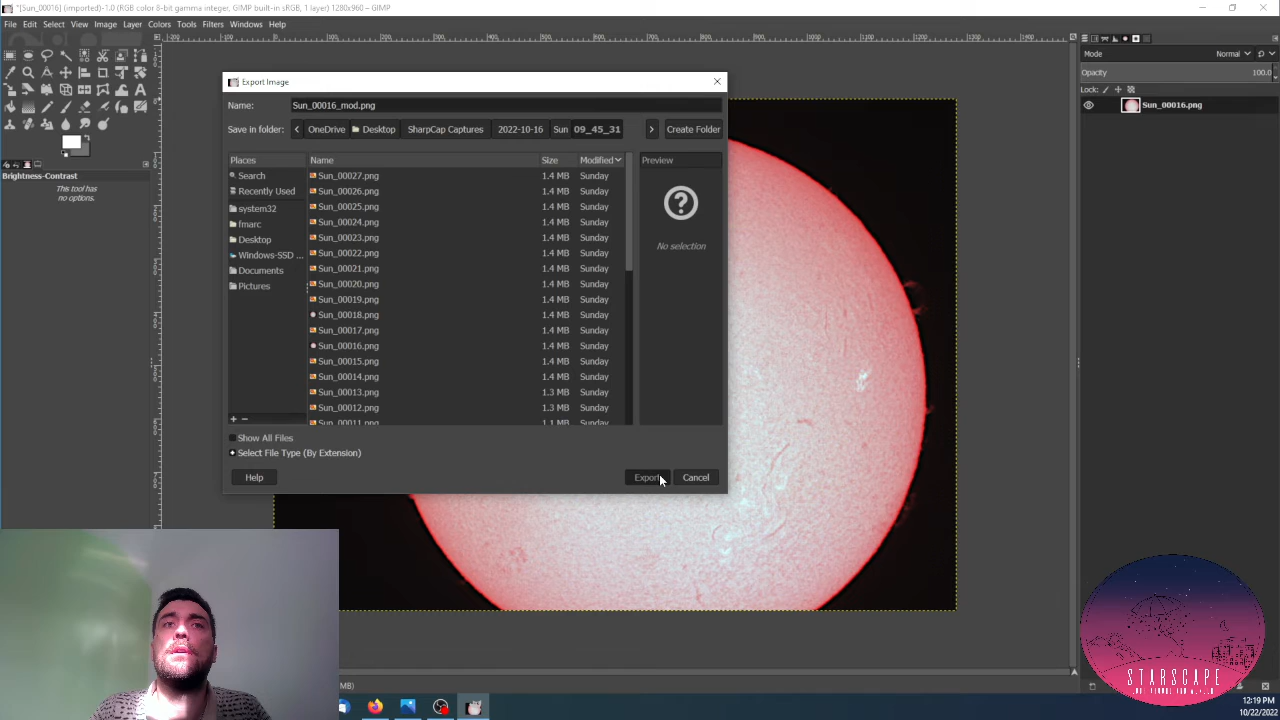 *[Sun_00016] (imported)-1.0 (RGB color 8-bit gamma integer, GIMP built-in sRGB, 1 layer) 1280x960 – GIMP
File Edit Select View Image Layer Colors Tools Filters Windows Help
Mode Normal
Opacity 100.0
Lock:
Sun_00016.png
Brightness-Contrast
This tool has
no options.
Export Image
Name: Sun_00016_mod.png
Save in folder: OneDrive Desktop SharpCap Captures 2022-10-16 Sun 09_45_31 Create Folder
Places Name Size Modified Preview
Search Sun_00027.png 1.4 MB Sunday
Recently Used Sun_00026.png 1.4 MB Sunday
system32 Sun_00025.png 1.4 MB Sunday
fmarc Sun_00024.png 1.4 MB Sunday
Desktop Sun_00023.png 1.4 MB Sunday
No selection
Windows-SSD ... Sun_00022.png 1.4 MB Sunday
Documents Sun_00021.png 1.4 MB Sunday
Pictures Sun_00020.png 1.4 MB Sunday
Sun_00019.png 1.4 MB Sunday
Sun_00018.png 1.4 MB Sunday
Sun_00017.png 1.4 MB Sunday
Sun_00016.png 1.4 MB Sunday
Sun_00015.png 1.4 MB Sunday
Sun_00014.png 1.4 MB Sunday
Sun_00013.png 1.3 MB Sunday
Sun_00012.png 1.3 MB Sunday
Sun_00011.png 1.1 MB Sunday
Show All Files
Select File Type (By Extension)
Help Export Cancel
STARSCAPE
MB)
12:19 PM
10/22/2022